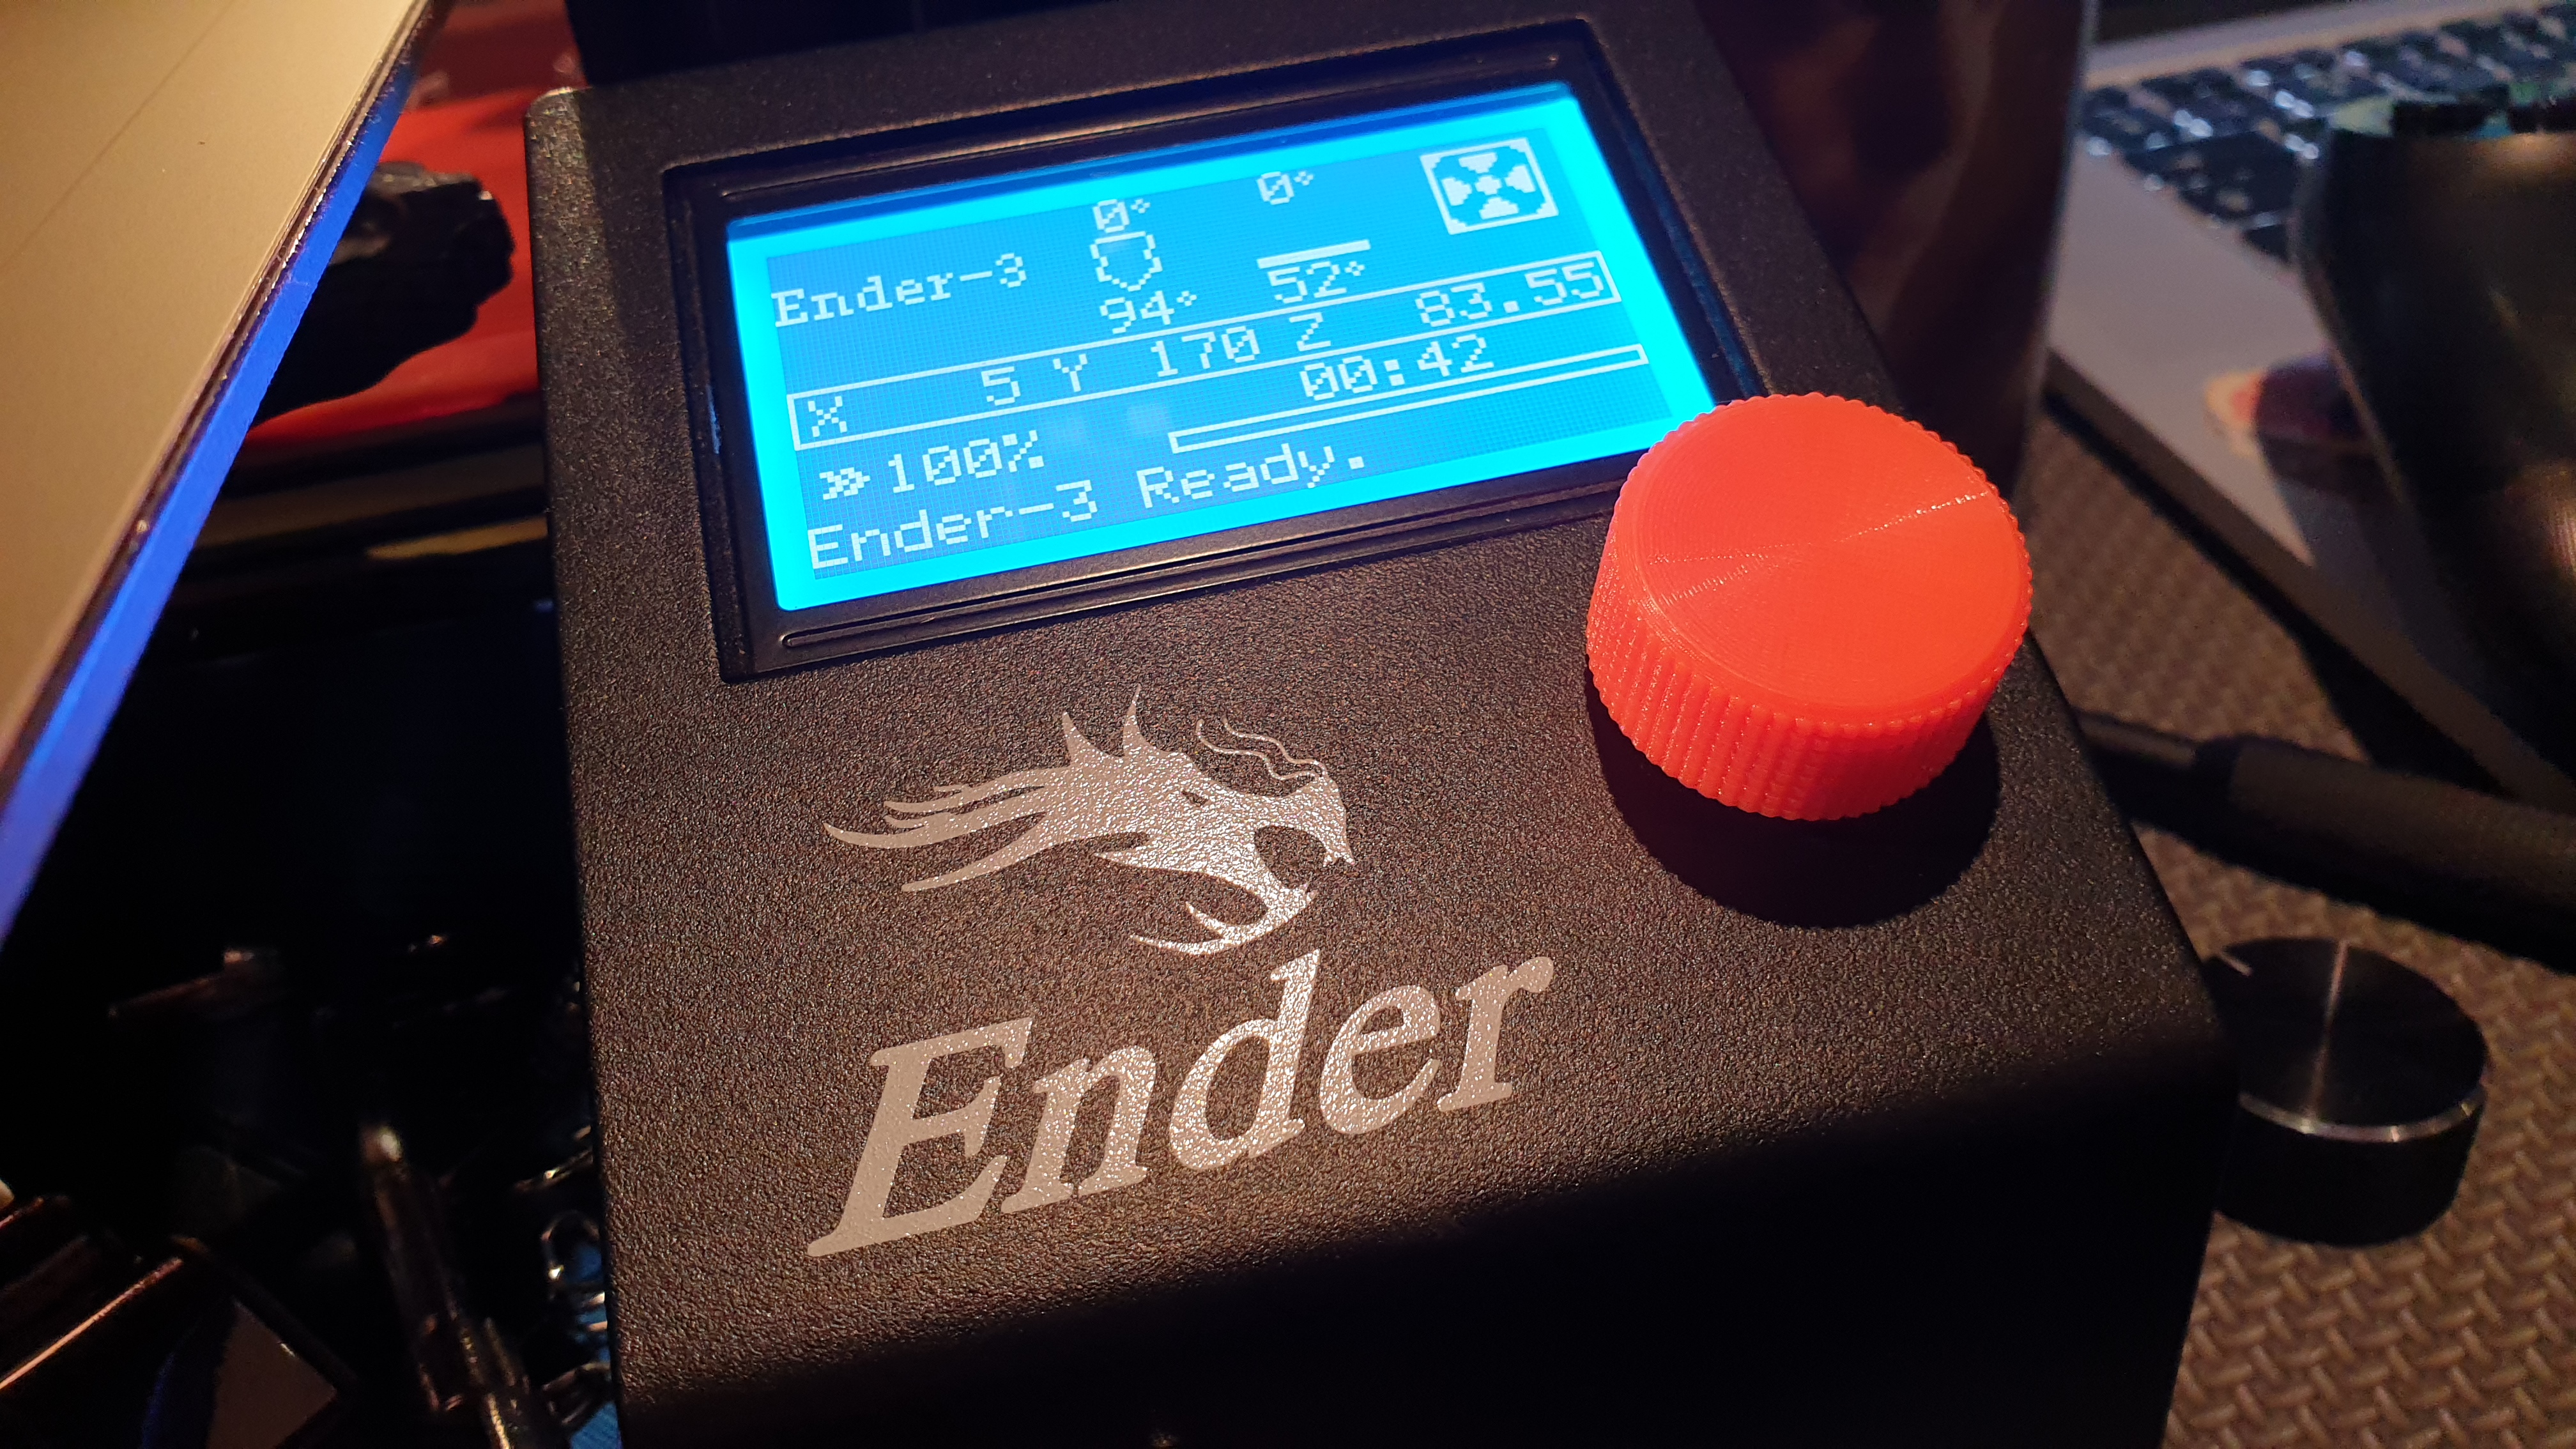 0° 0°
Ender-3
94° 52°
X 5 Y 170 Z 83.55
»100% 00:42
Ender-3 Ready.
Ender